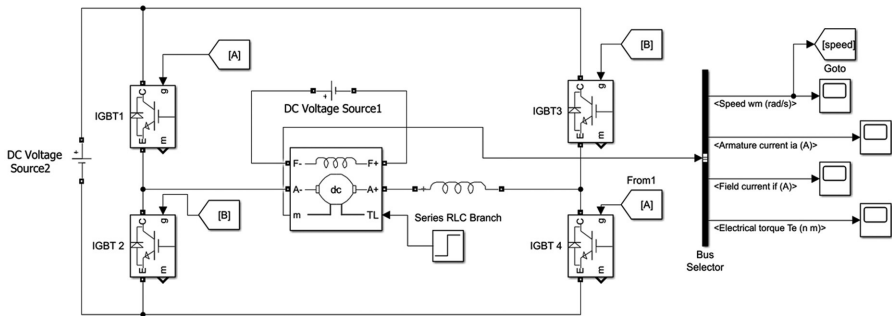 [A]
[B]
[speed]
Goto
IGBT1
g
C
E
m
DC Voltage Source1
IGBT3
g
C
E
m
<Speed wm (rad/s)>
DC Voltage
Source2
+
F-
F+
<Armature current ia (A)>
A-
dc
A+
+
From1
<Field current if (A)>
[B]
m
TL
Series RLC Branch
[A]
IGBT 2
g
C
E
m
IGBT 4
g
C
E
m
<Electrical torque Te (n m)>
Bus
Selector